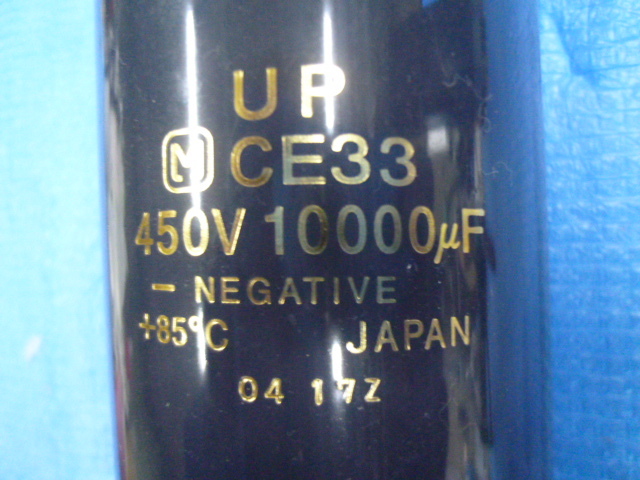 UP
M CE33
450V 10000µF
- NEGATIVE
+85°C JAPAN
04 17Z